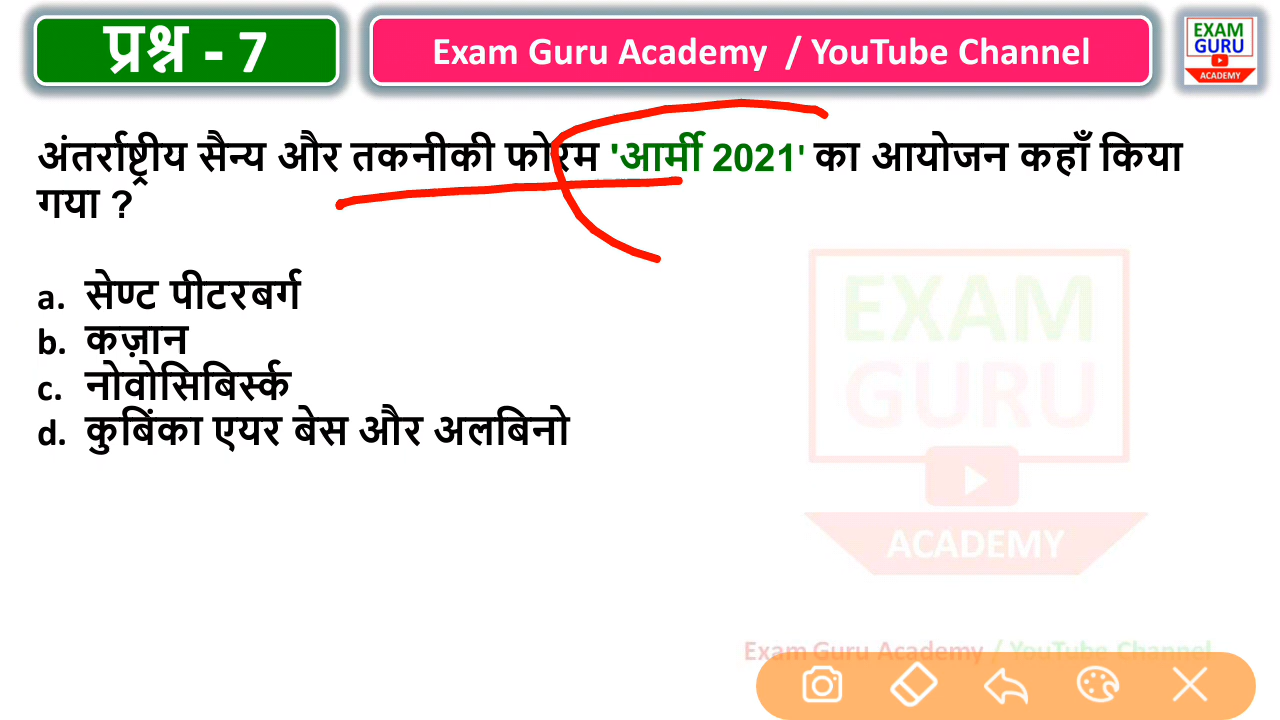 प्रश्न - 7
Exam Guru Academy / YouTube Channel
EXAM
GURU
ACADEMY
अंतर्राष्ट्रीय सैन्य और तकनीकी फोरम 'आर्मी 2021' का आयोजन कहाँ किया
गया ?
a. सेण्ट पीटरबर्ग
b. कज़ान
c. नोवोसिबिर्स्क
d. कुबिंका एयर बेस और अलबिनो
EXAM
GURU
ACADEMY
Exam Guru Academy / YouTube Channel